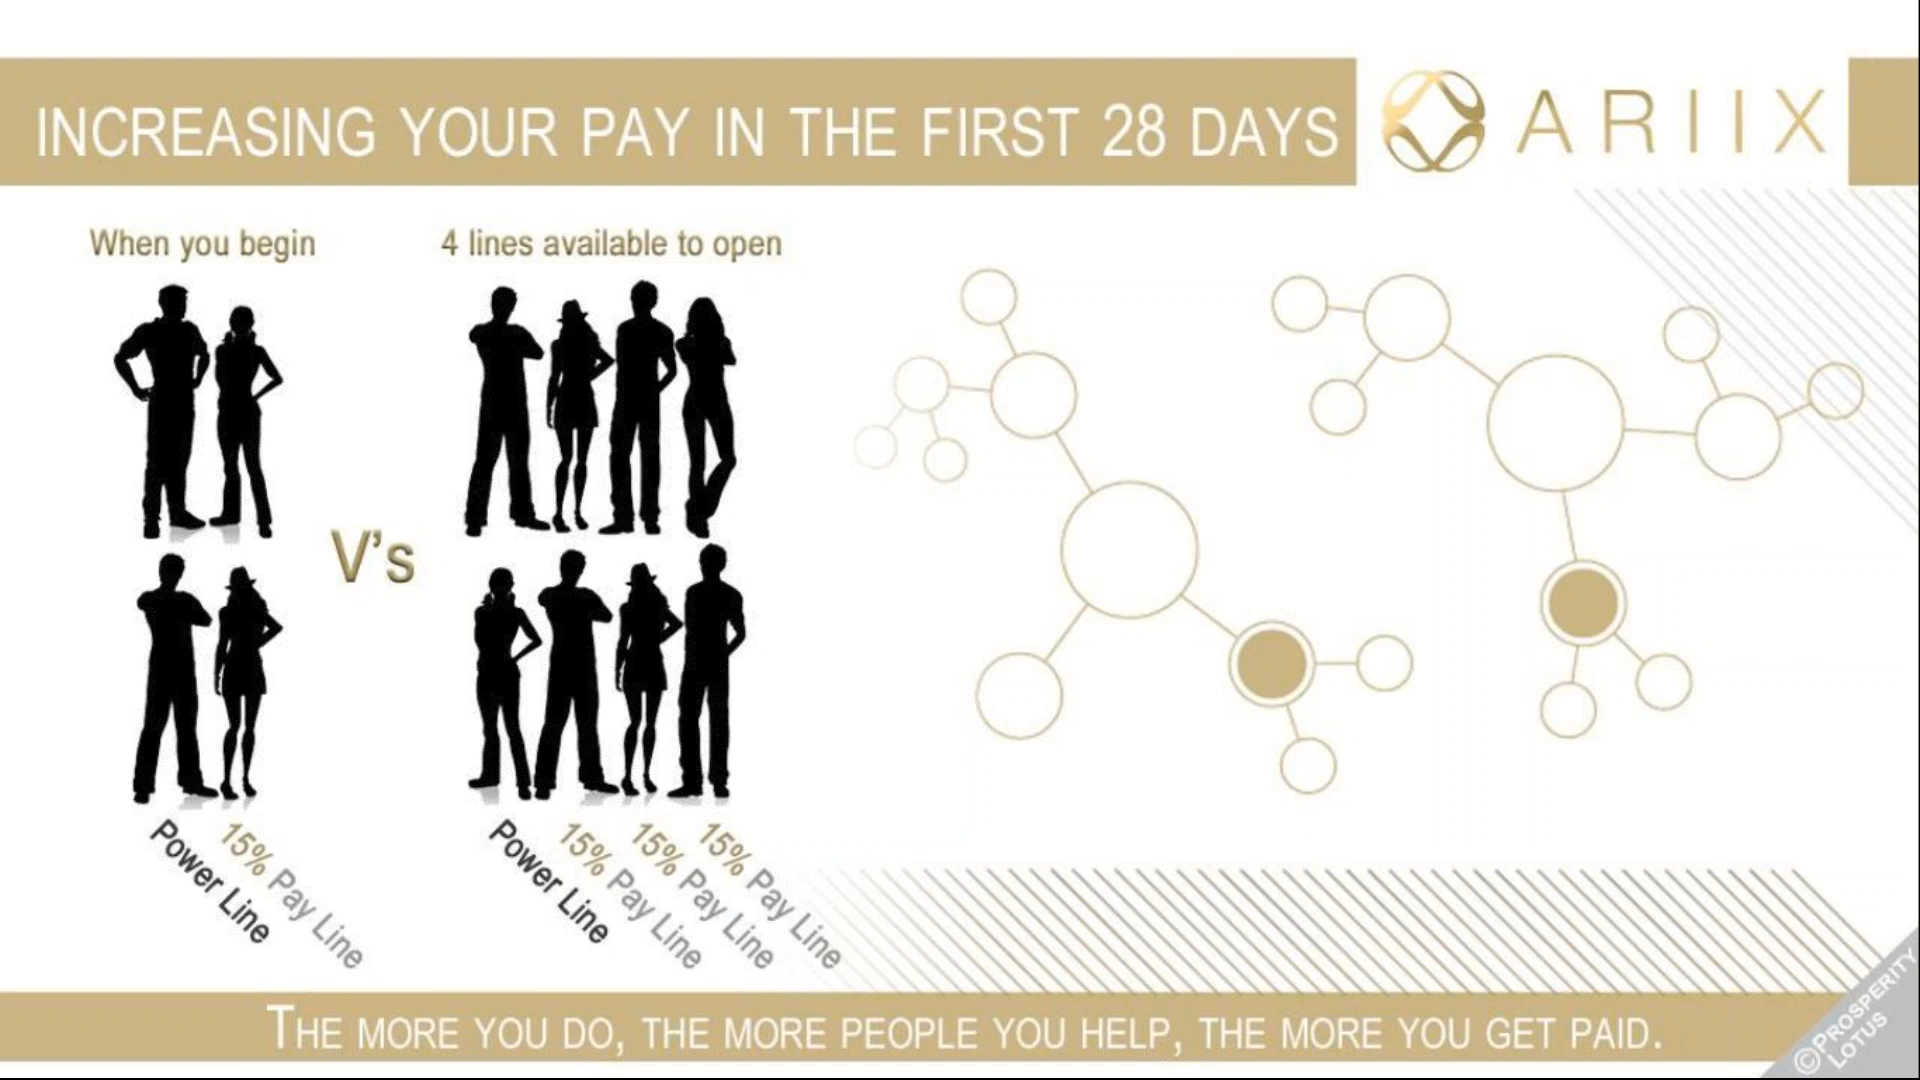 INCREASING YOUR PAY IN THE FIRST 28 DAYS
ARIIX
When you begin
4 lines available to open
V's
Power Line
15% Pay Line
Power Line
15% Pay Line
15% Pay Line
15% Pay Line
THE MORE YOU DO, THE MORE PEOPLE YOU HELP, THE MORE YOU GET PAID.
©PROSPERITY
LOTUS